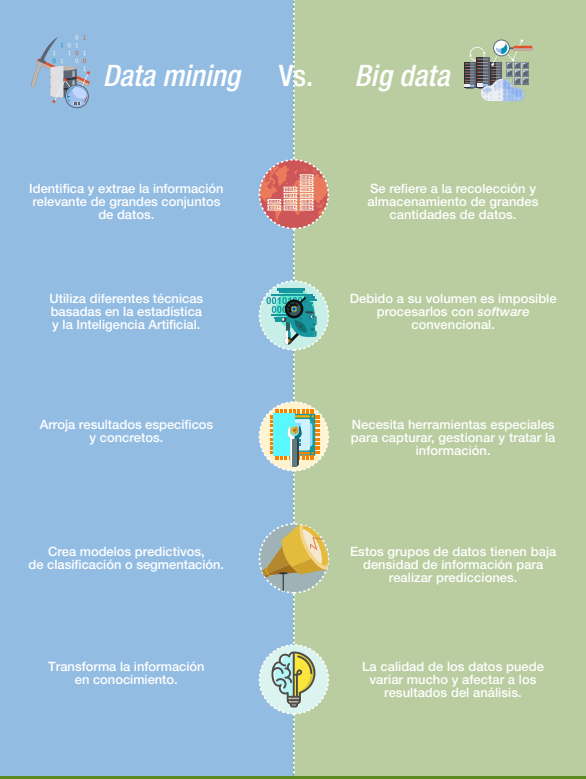 Data mining Vs. Big data
Identifica y extrae la información
relevante de grandes conjuntos
de datos.
Se refiere a la recolección y
almacenamiento de grandes
cantidades de datos.
Utiliza diferentes técnicas
basadas en la estadística
y la Inteligencia Artificial.
Debido a su volumen es imposible
procesarlos con software
convencional.
Arroja resultados específicos
y concretos.
Necesita herramientas especiales
para capturar, gestionar y tratar la
información.
Crea modelos predictivos,
de clasificación o segmentación.
Estos grupos de datos tienen baja
densidad de información para
realizar predicciones.
Transforma la información
en conocimiento.
La calidad de los datos puede
variar mucho y afectar a los
resultados del análisis.